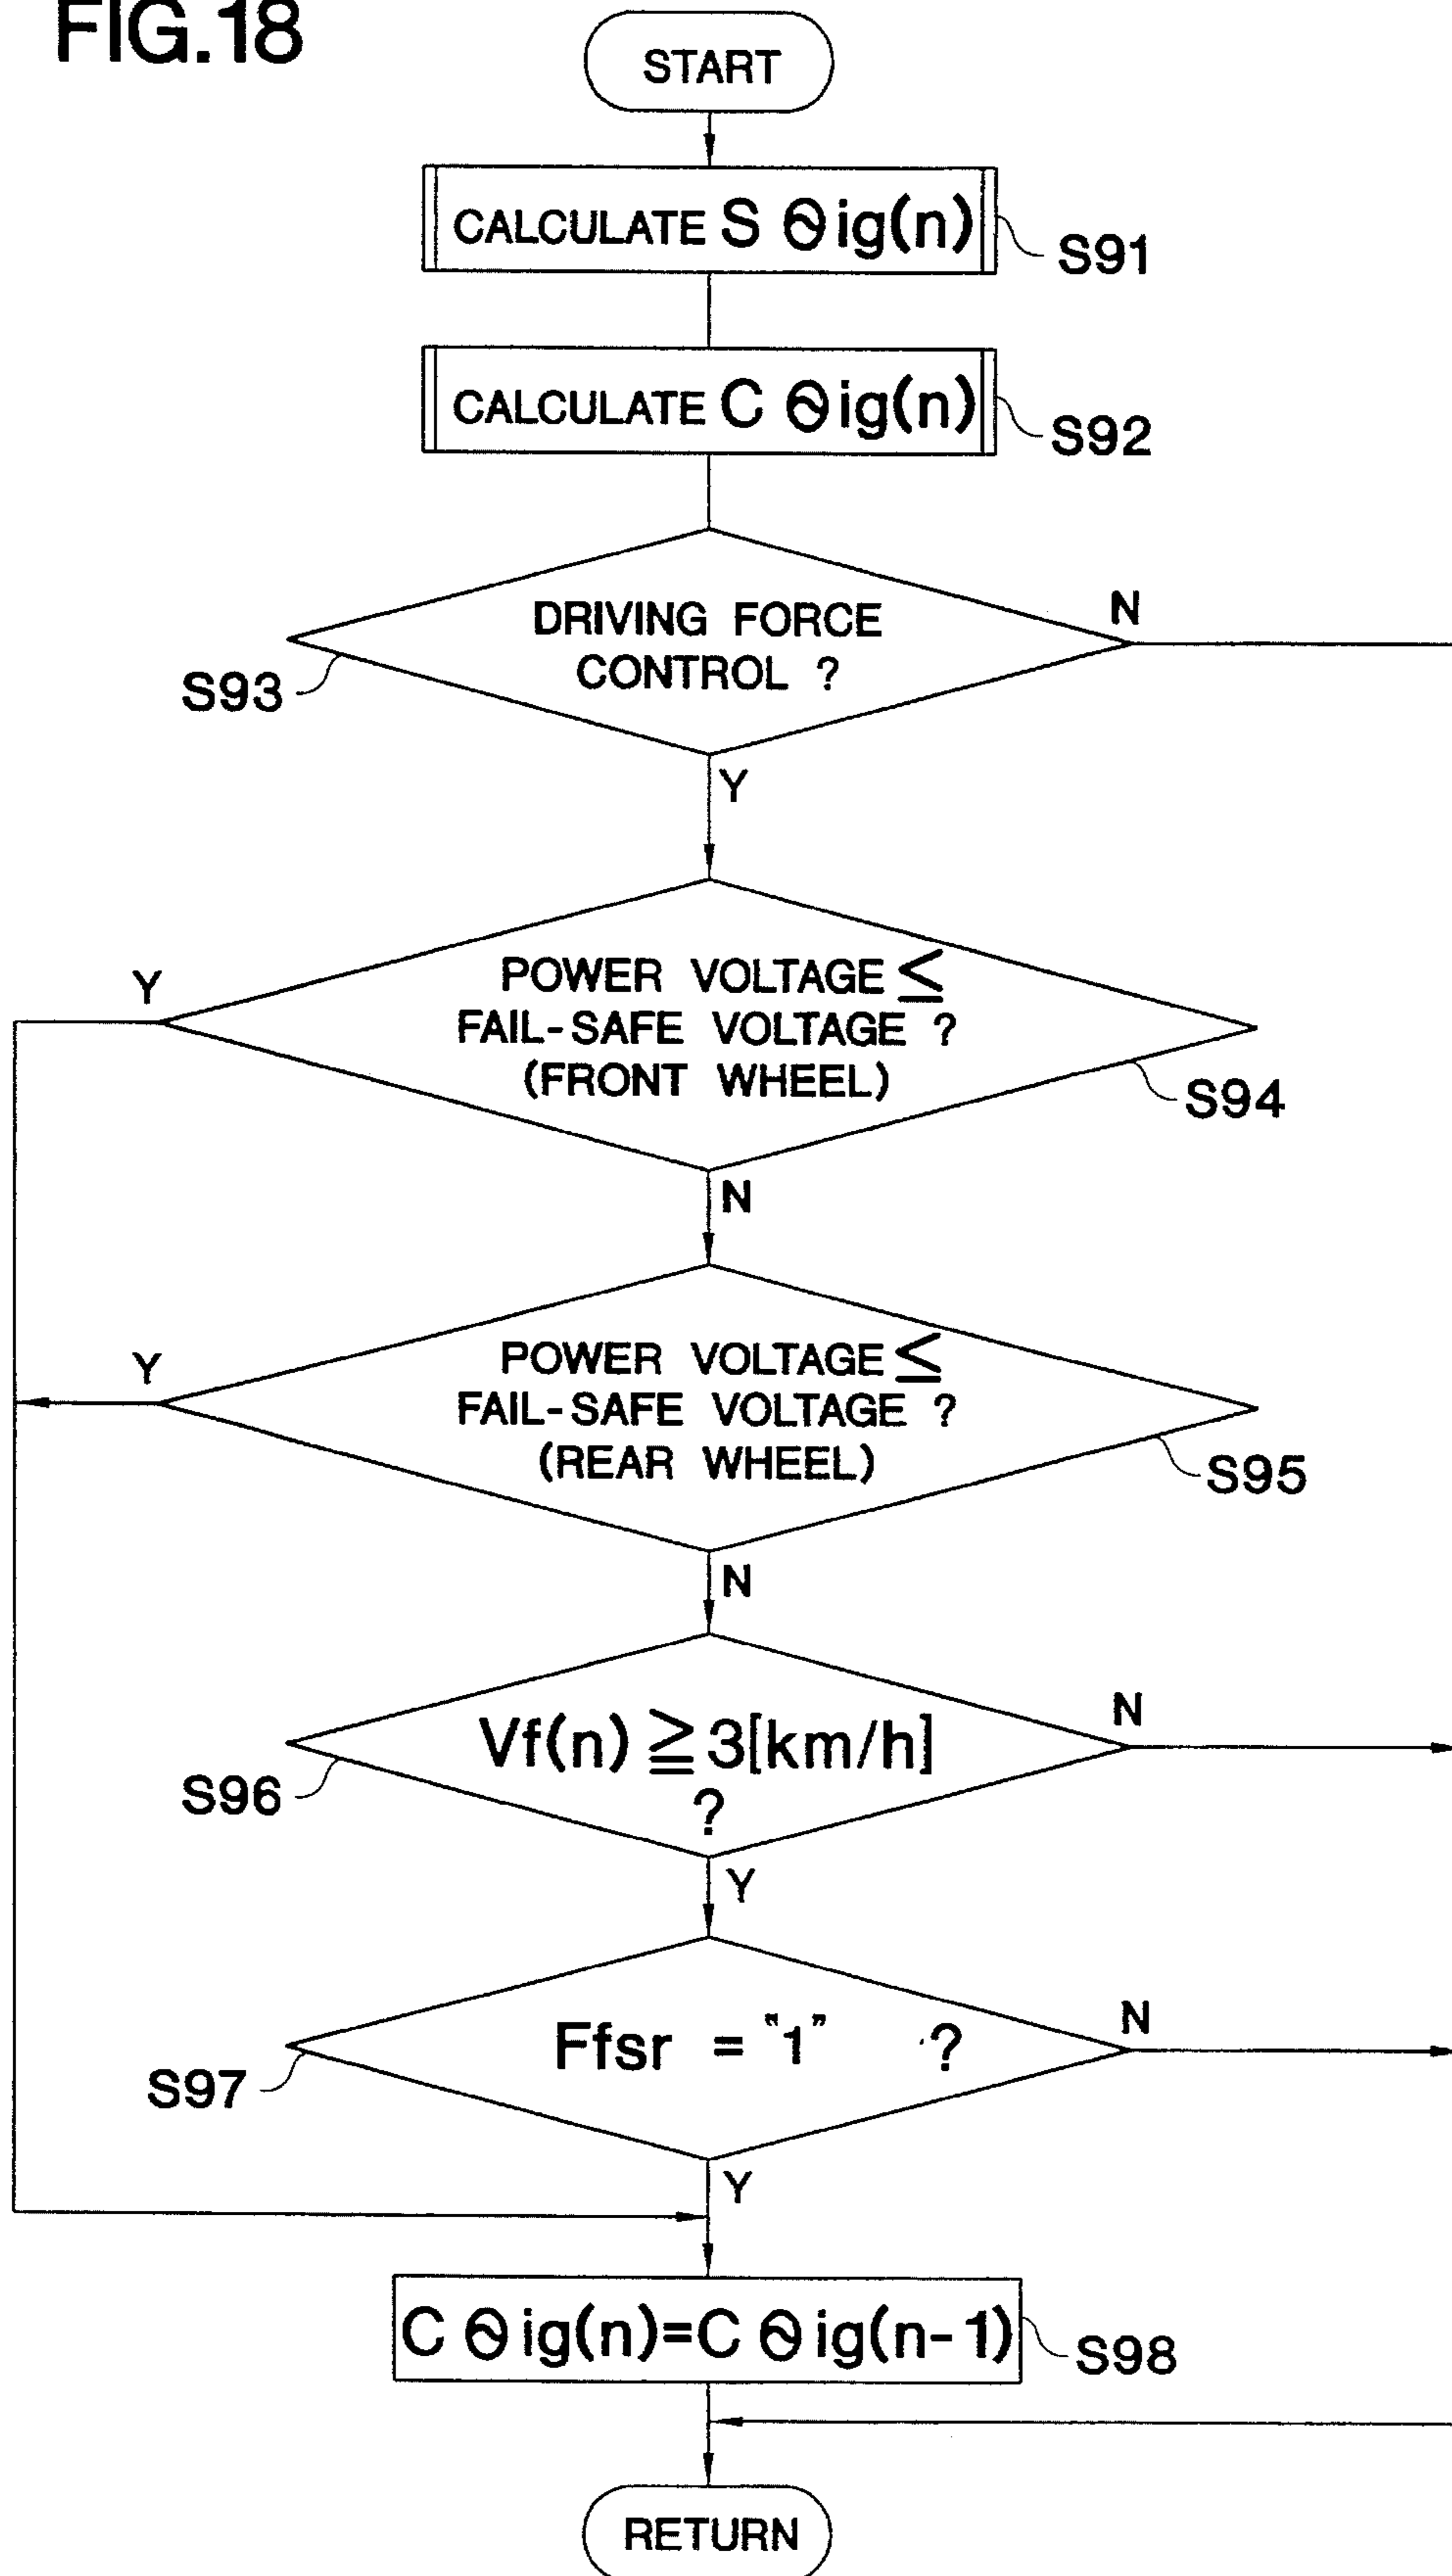 FIG.18
START
CALCULATE S Θig(n)
S91
CALCULATE C Θig(n)
S92
DRIVING FORCE
CONTROL ?
N
S93
Y
POWER VOLTAGE ≦
FAIL-SAFE VOLTAGE ?
(FRONT WHEEL)
Y
S94
N
POWER VOLTAGE ≦
FAIL-SAFE VOLTAGE ?
(REAR WHEEL)
Y
S95
N
Vf(n) ≧ 3[km/h]
?
N
S96
Y
Ffsr = "1" ?
N
S97
Y
C Θig(n)=C Θig(n-1)
S98
RETURN